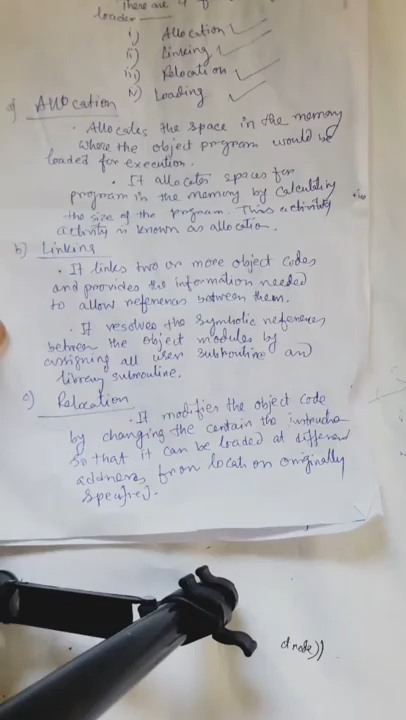 There are 4
loader
i) Allocation
ii) Linking
iii) Relocation
iv) Loading
a) Allocation
· Allocates the space in the memory
where the object program would be
loaded for execution.
· It allocates spaces for
program in the memory by calculating
the size of the program. This activity
activity is known as allocation.
b) Linking
· It links two or more object codes
and provides the information needed
to allow references between them.
· It resolves the symbolic references
between the object modules by
assigning all user subroutine and
library subroutine.
c) Relocation
· It modifies the object code
by changing the certain the instruction
so that it can be loaded at different
address from location originally
specified.